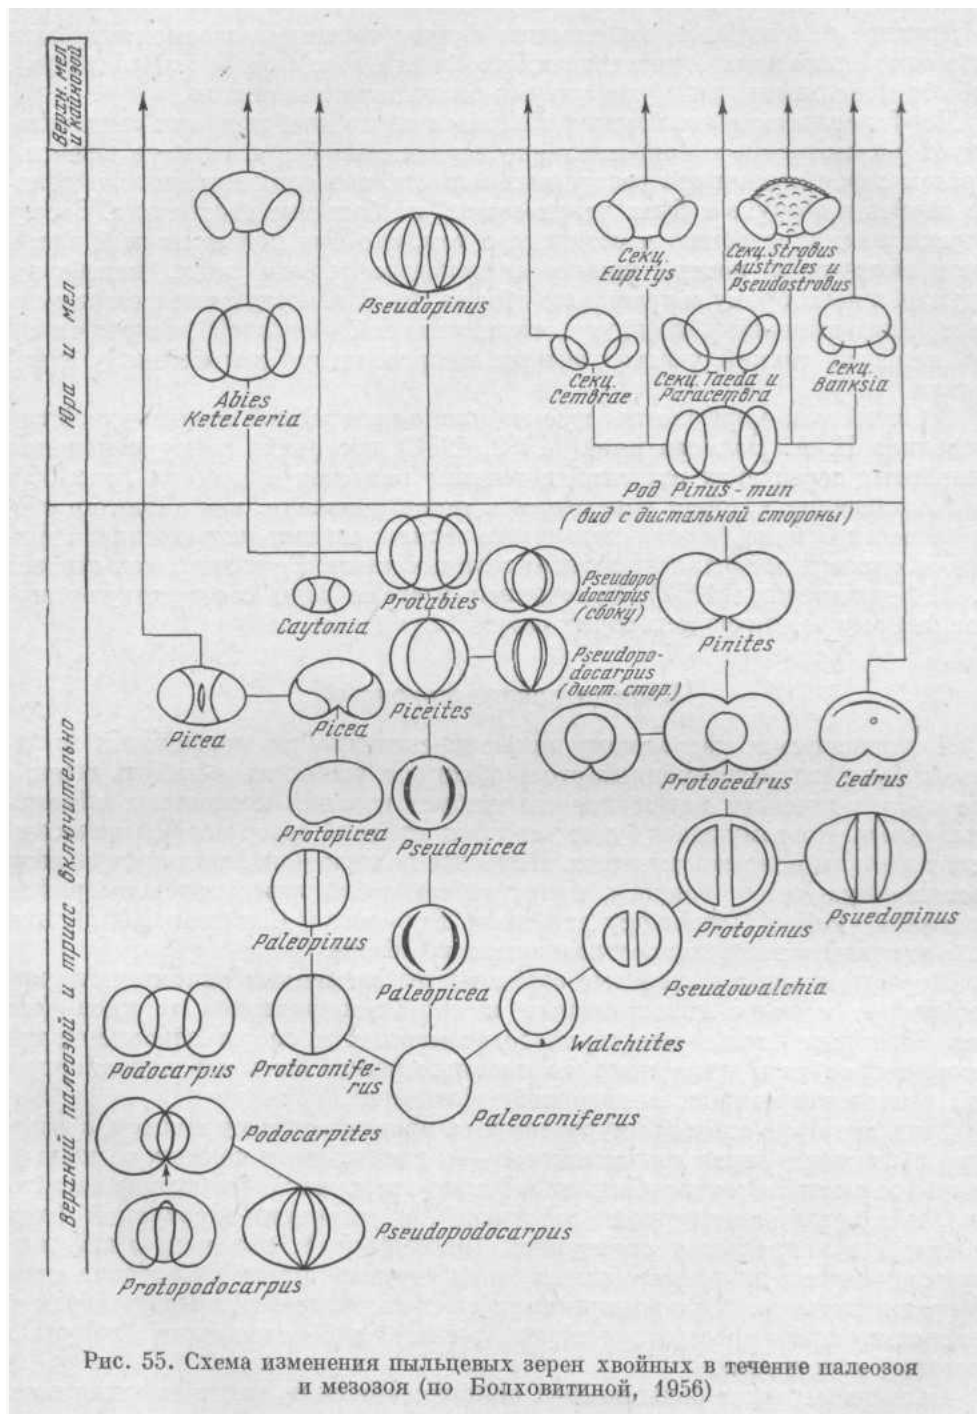 Верхн. мел
и кайнозой
Юра и мел
Верхний палеозой и триас включительно
Pseudopinus
Abies
Keteleeria
Секц.
Eupitys
Секц. Strobus
Australes и
Pseudostrobus
Секц.
Cembrae
Секц. Taeda и
Paracembra
Секц.
Banksia
Род Pinus-тип
(вид с дистальной стороны)
Caytonia
Protabies
Pseudopo-
docarpus
(сбоку)
Pinites
Picea
Picea
Piceites
Pseudopo-
docarpus
(дист. стор.)
Protocedrus
Cedrus
Protopicea
Pseudopicea
Paleopinus
Protopinus
Psuedopinus
Paleopicea
Pseudowalchia
Podocarpus
Protoconife-
rus
Walchiites
Paleoconiferus
Podocarpites
Pseudopodocarpus
Protopodocarpus
Рис. 55. Схема изменения пыльцевых зерен хвойных в течение палеозоя
и мезозоя (по Болховитиной, 1956)